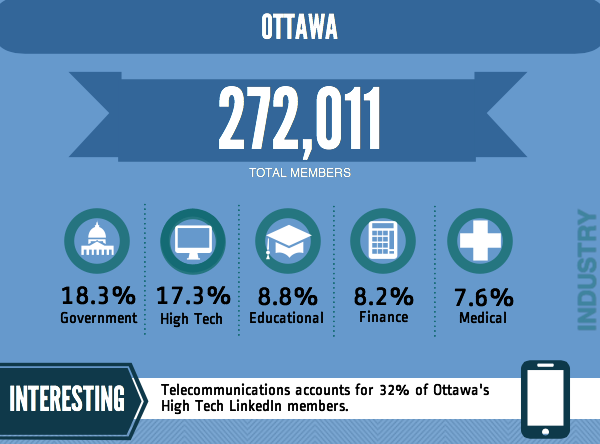 OTTAWA
272,011
TOTAL MEMBERS
18.3% 17.3% 8.8% 8.2% 7.6%
Government High Tech Educational Finance Medical
INDUSTRY
INTERESTING
Telecommunications accounts for 32% of Ottawa's
High Tech LinkedIn members.